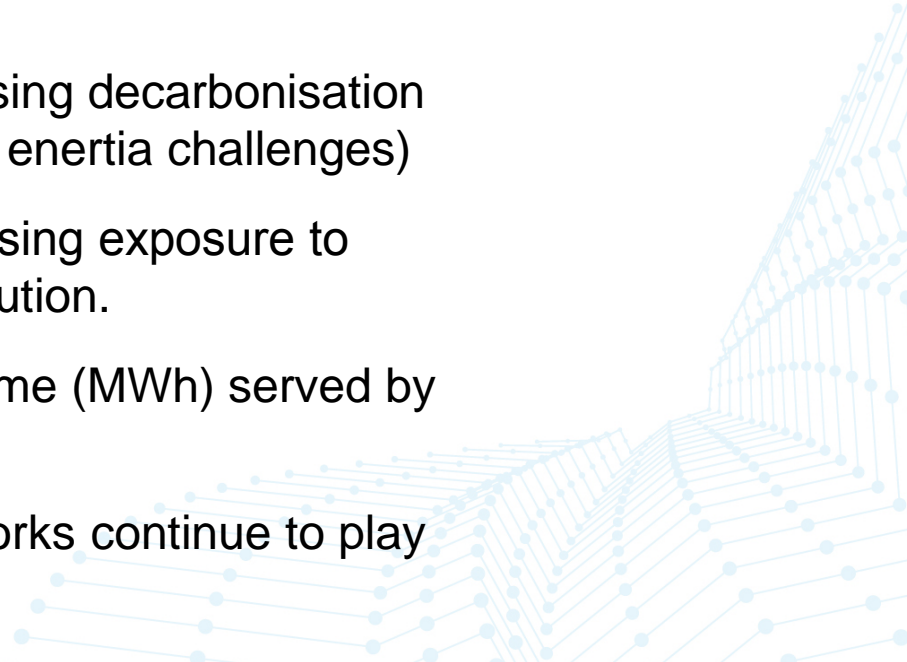 sing decarbonisation
enertia challenges)
sing exposure to
ution.
me (MWh) served by
orks continue to play